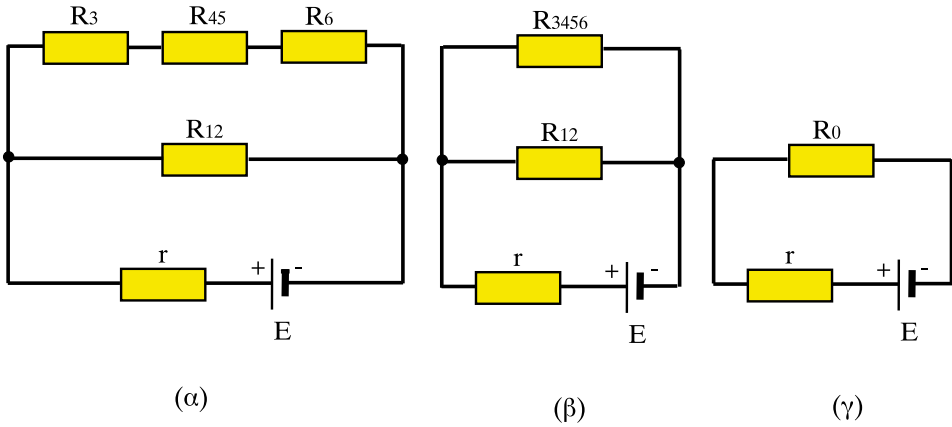 R3 R45 R6
R12
r + -
E
(α)
R3456
R12
r + -
E
(β)
R0
r + -
E
(γ)